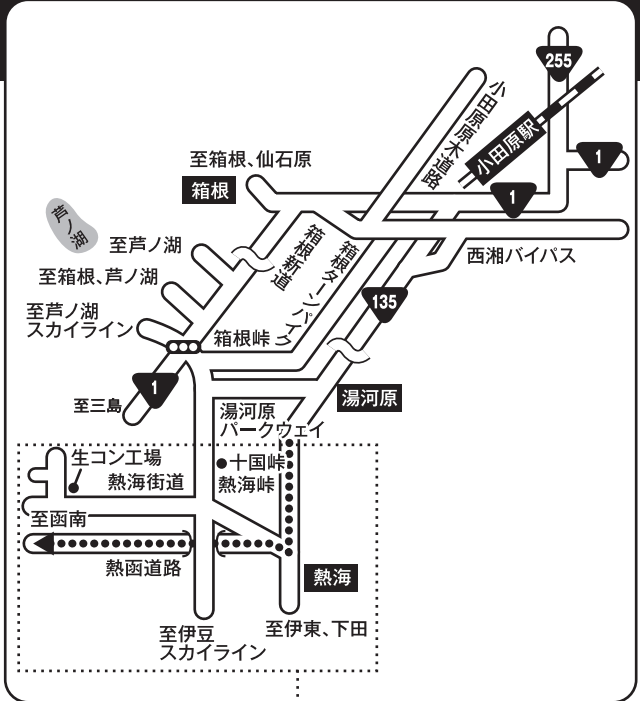 255
小田原原木道路
小田原駅
1
1
至箱根、仙石原
箱根
芦ノ湖
至芦ノ湖
箱根新道
箱根ターンパイク
西湘バイパス
至箱根、芦ノ湖
135
至芦ノ湖
スカイライン
箱根峠
1
至三島
湯河原
湯河原
パークウェイ
生コン工場
十国峠
熱海街道
熱海峠
至函南
熱函道路
熱海
至伊豆
スカイライン
至伊東、下田